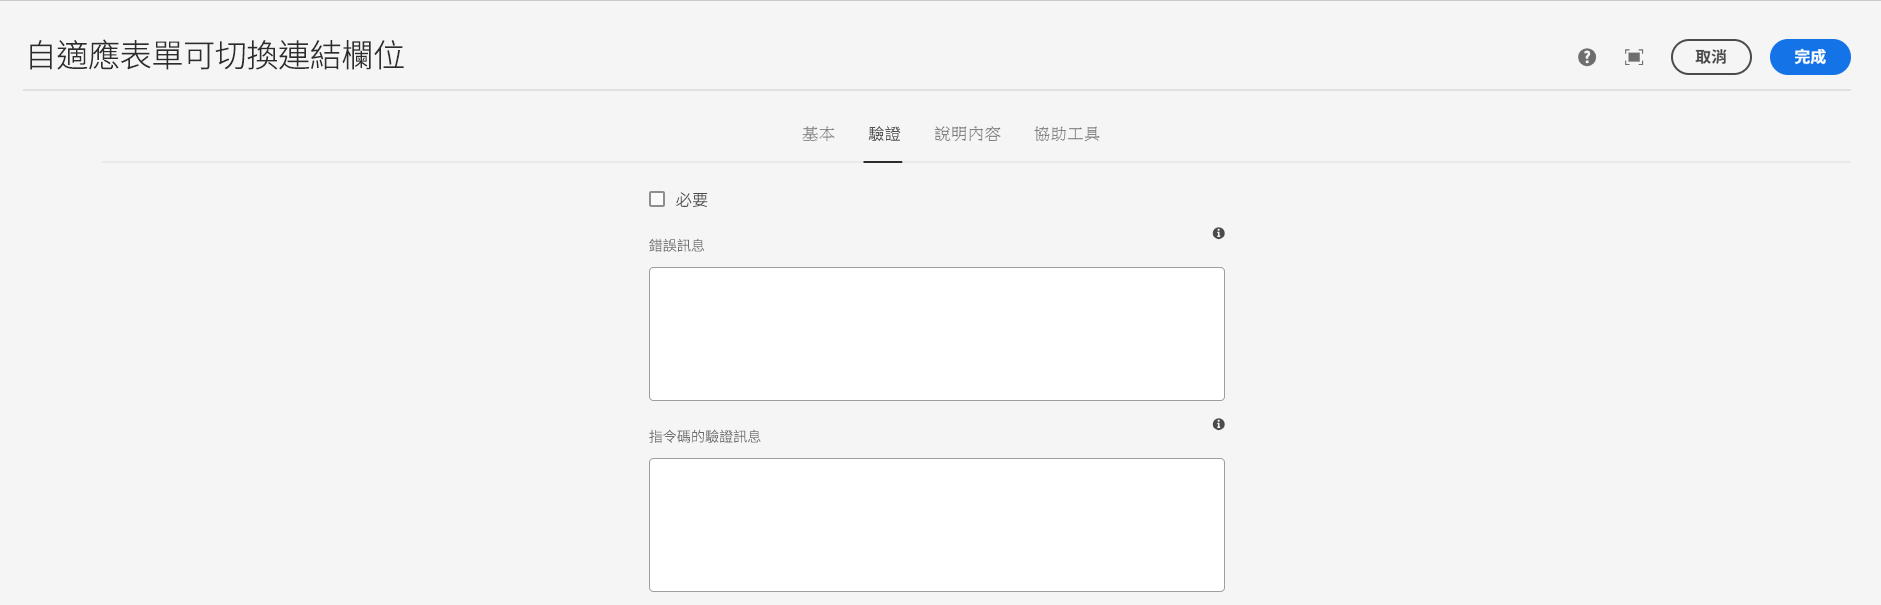 自適應表單可切換連結欄位
取消
完成
基本 驗證 說明內容 協助工具
必要
錯誤訊息
指令碼的驗證訊息